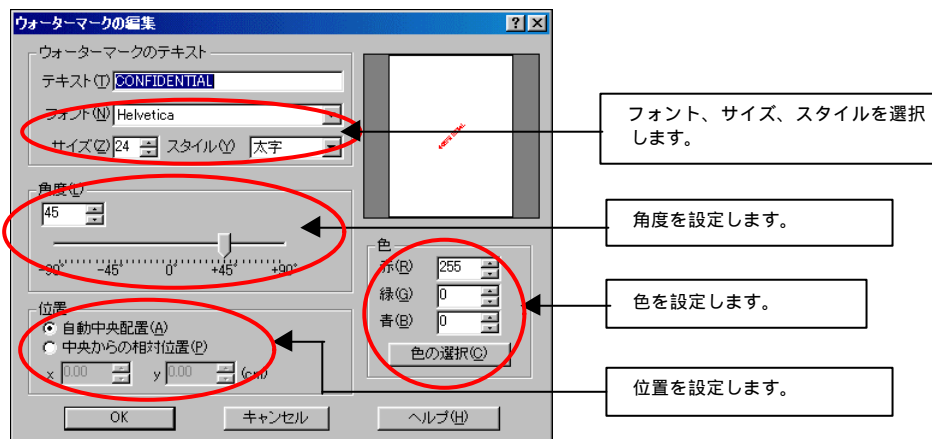 ウォーターマークの編集
ウォーターマークのテキスト
テキスト(T) CONFIDENTIAL
フォント(N) Helvetica
サイズ(Z) 24 スタイル(Y) 太字
フォント、サイズ、スタイルを選択
します。
角度(L)
45
-90° -45° 0° +45° +90°
角度を設定します。
色
赤(R) 255
緑(G) 0
青(B) 0
色の選択(C)
色を設定します。
位置
自動中央配置(A)
中央からの相対位置(P)
x 0.00 y 0.00 (cm)
位置を設定します。
OK キャンセル ヘルプ(H)